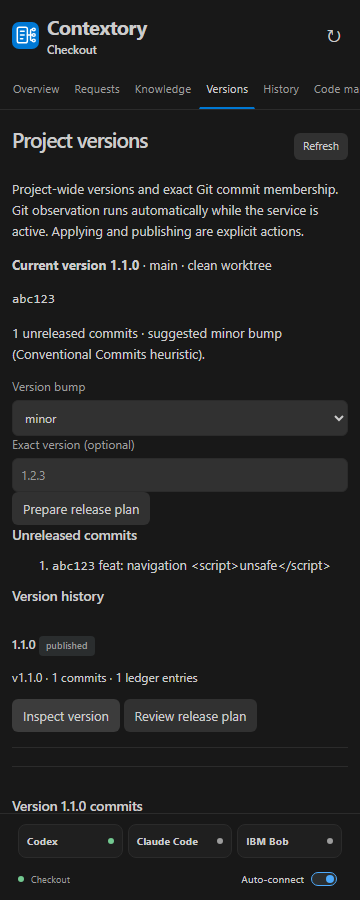 Contextory
Checkout
Overview Requests Knowledge Versions History Code ma
Project versions
Refresh
Project-wide versions and exact Git commit membership.
Git observation runs automatically while the service is
active. Applying and publishing are explicit actions.
Current version 1.1.0 · main · clean worktree
abc123
1 unreleased commits · suggested minor bump
(Conventional Commits heuristic).
Version bump
minor
Exact version (optional)
1.2.3
Prepare release plan
Unreleased commits
1. abc123 feat: navigation <script>unsafe</script>
Version history
1.1.0 published
v1.1.0 · 1 commits · 1 ledger entries
Inspect version Review release plan
Version 1.1.0 commits
Codex Claude Code IBM Bob
Checkout Auto-connect